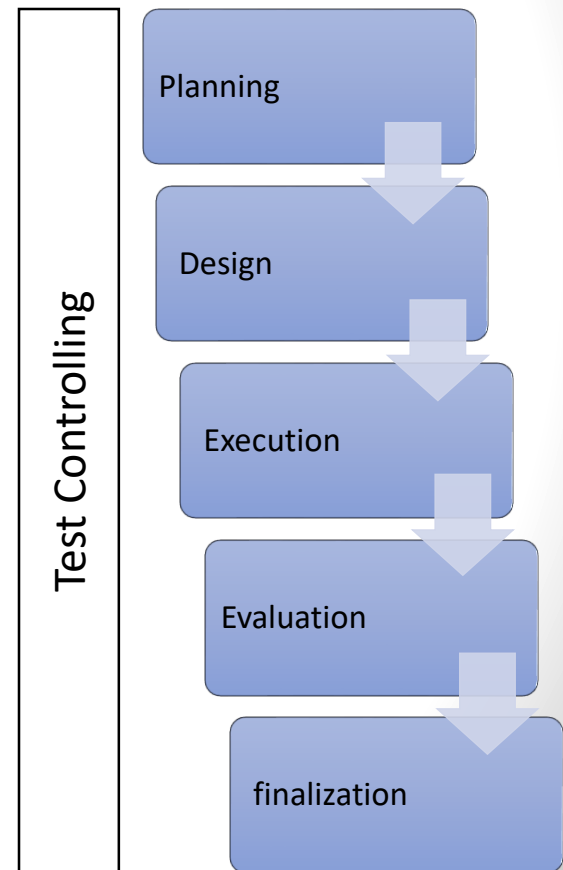 Test Controlling
Planning
Design
Execution
Evaluation
finalization